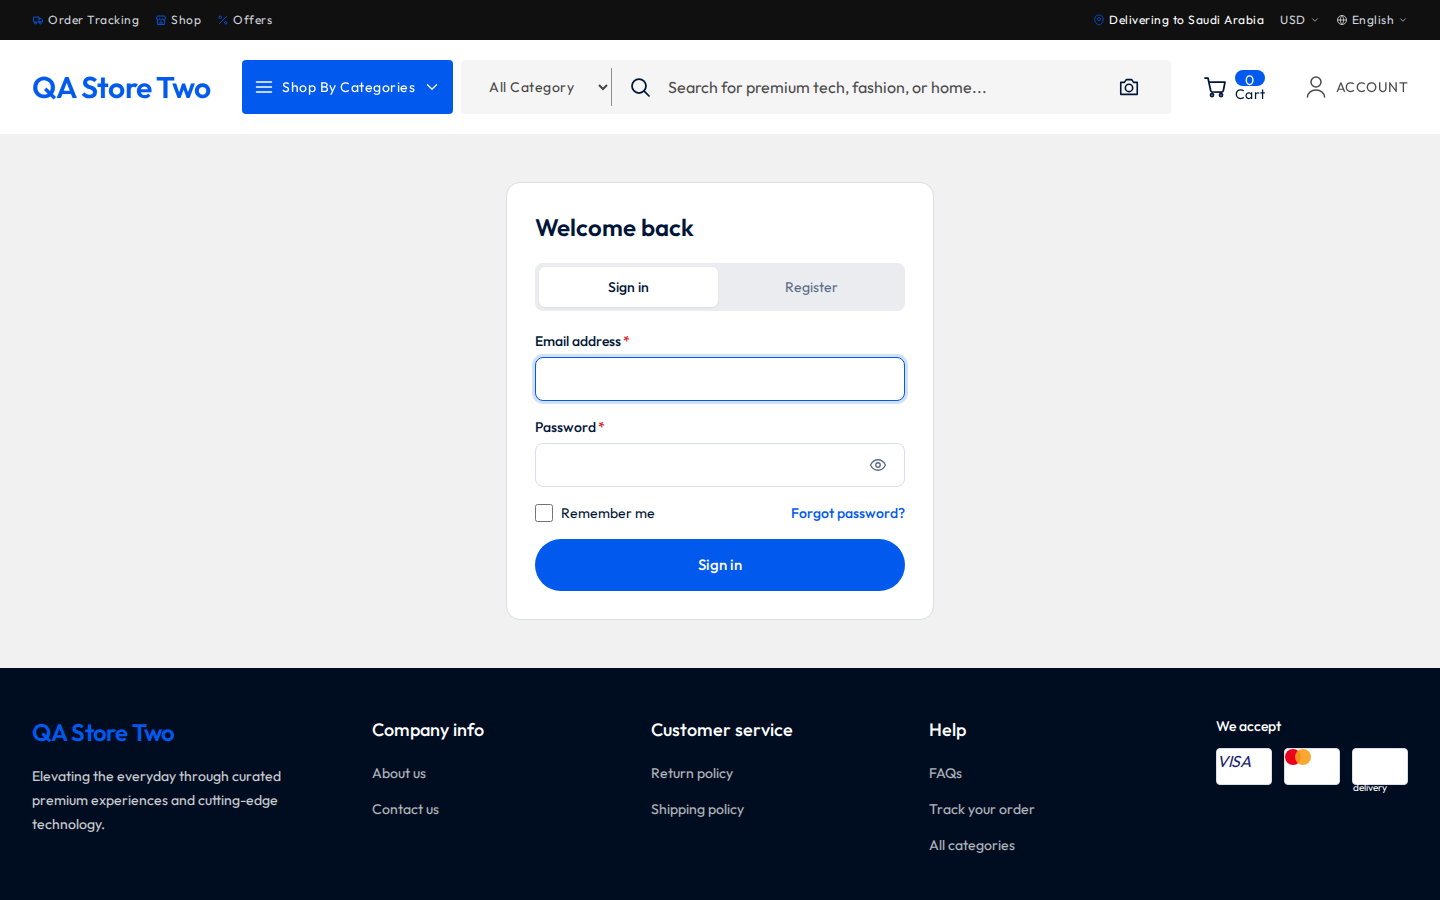 Order Tracking
Shop
Offers
Delivering to Saudi Arabia
USD
English
QA Store Two
Shop By Categories
All Category
Search for premium tech, fashion, or home...
0
Cart
ACCOUNT
Welcome back
Sign in
Register
Email address *
Password *
Remember me
Forgot password?
Sign in
QA Store Two
Elevating the everyday through curated
premium experiences and cutting-edge
technology.
Company info
About us
Contact us
Customer service
Return policy
Shipping policy
Help
FAQs
Track your order
All categories
We accept
VISA
delivery